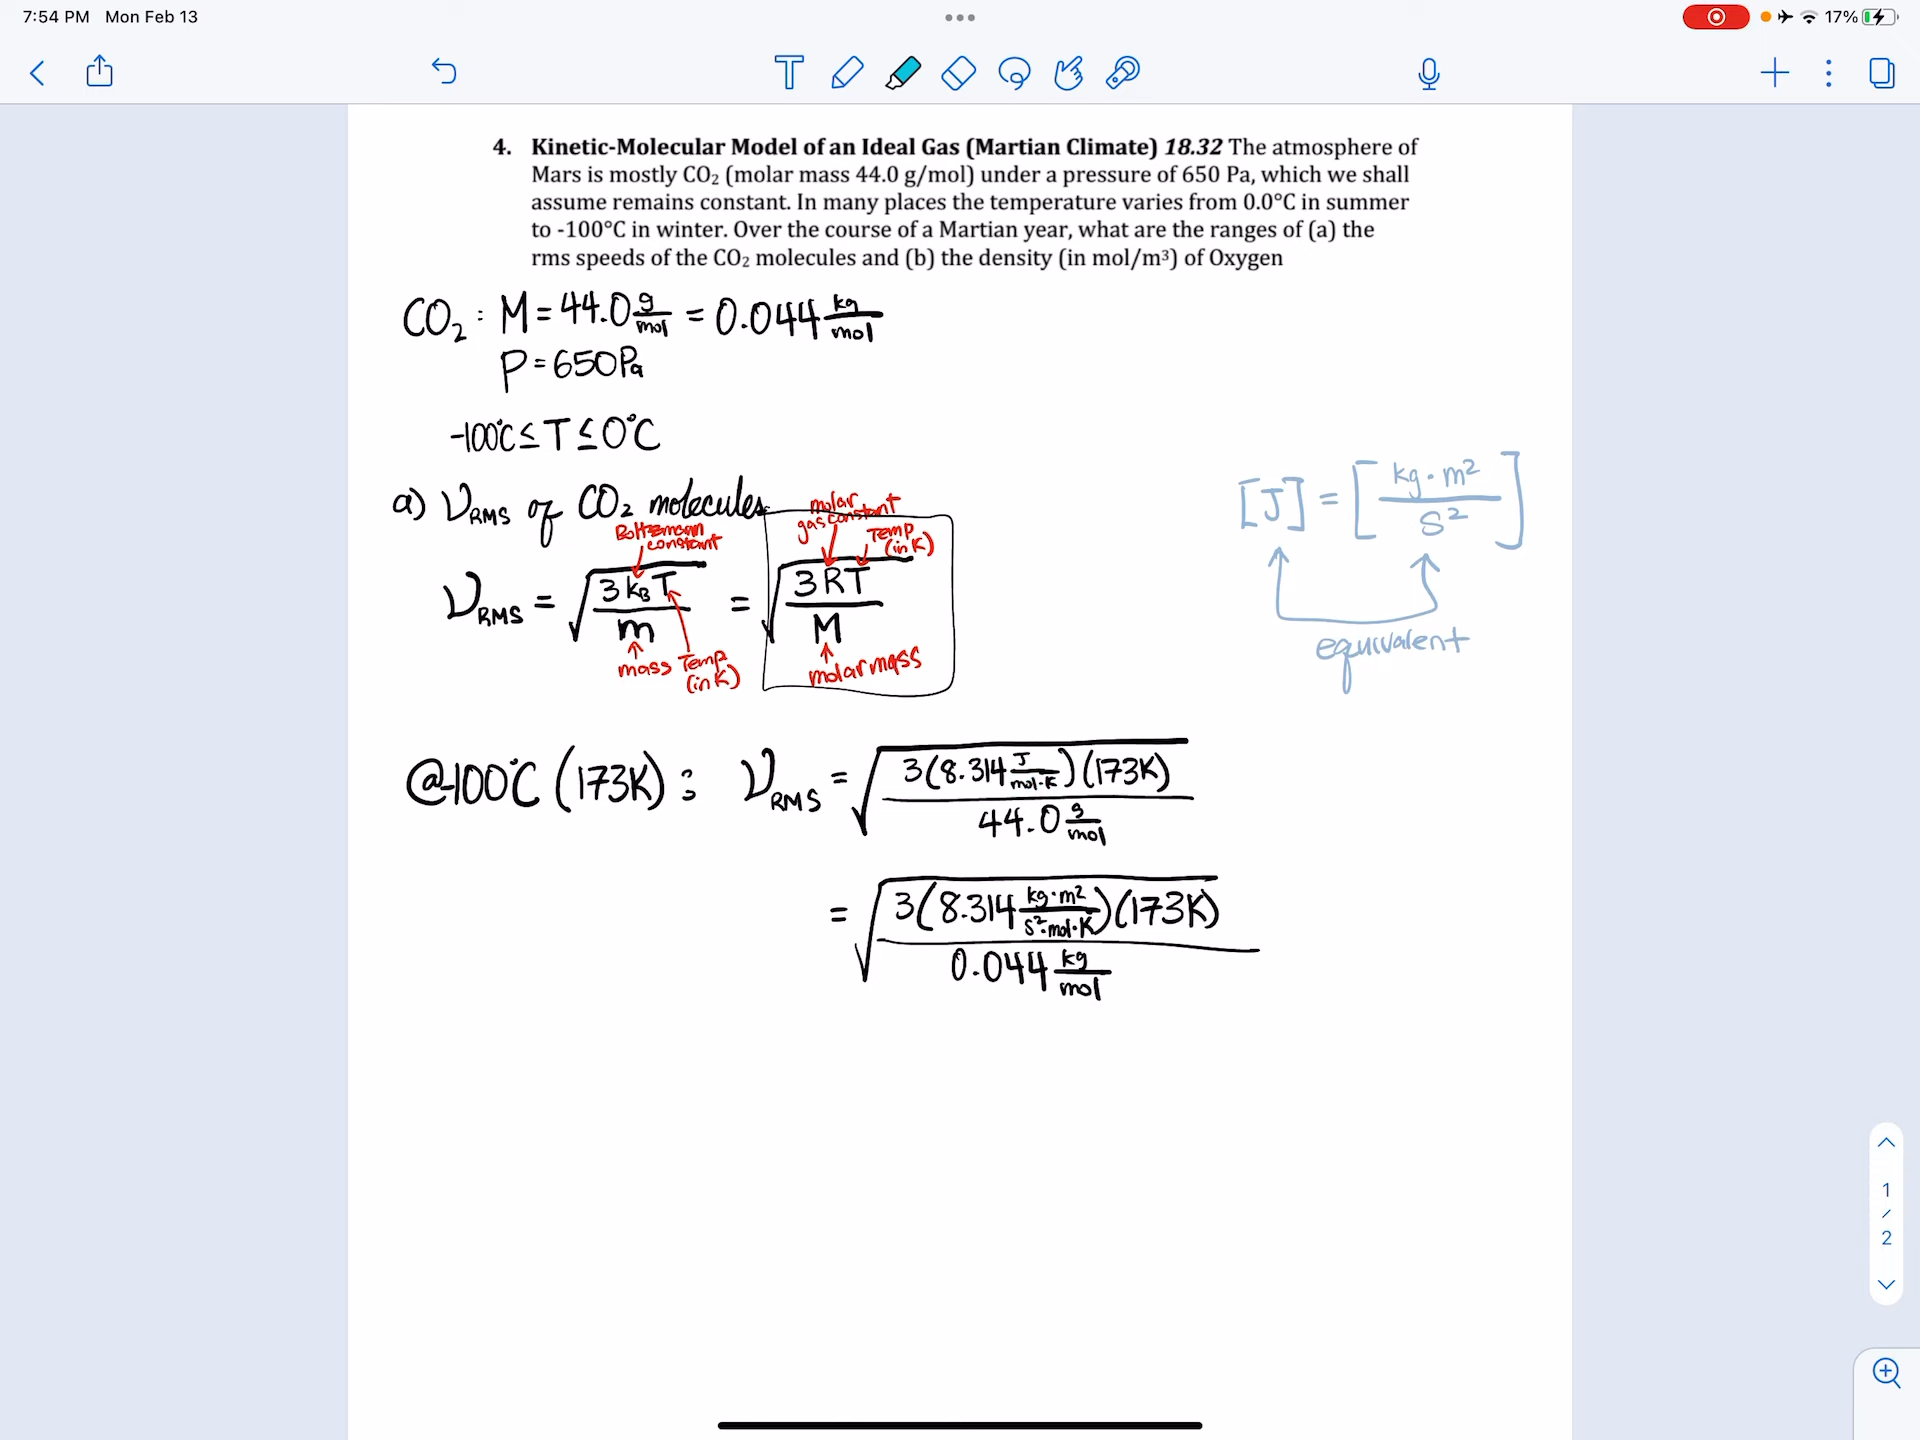 7:54 PM Mon Feb 13
17%
T
4. Kinetic-Molecular Model of an Ideal Gas (Martian Climate) 18.32 The atmosphere of
Mars is mostly CO₂ (molar mass 44.0 g/mol) under a pressure of 650 Pa, which we shall
assume remains constant. In many places the temperature varies from 0.0°C in summer
to -100°C in winter. Over the course of a Martian year, what are the ranges of (a) the
rms speeds of the CO₂ molecules and (b) the density (in mol/m³) of Oxygen
CO₂ : M = 44.0 g/mol = 0.044 kg/mol
P = 650 Pa
-100°C ≤ T ≤ 0°C
[J] = [kg·m²/s²]
equivalent
a) V_RMS of CO₂ molecules
Boltzmann constant
molar gas constant
Temp (in K)
V_RMS = √(3 k_B T / m) = √(3RT / M)
mass
Temp (in K)
molar mass
@-100°C (173K) : V_RMS = √(3(8.314 J/mol·K)(173K) / 44.0 g/mol)
= √(3(8.314 kg·m²/s²·mol·K)(173K) / 0.044 kg/mol)
1
/
2